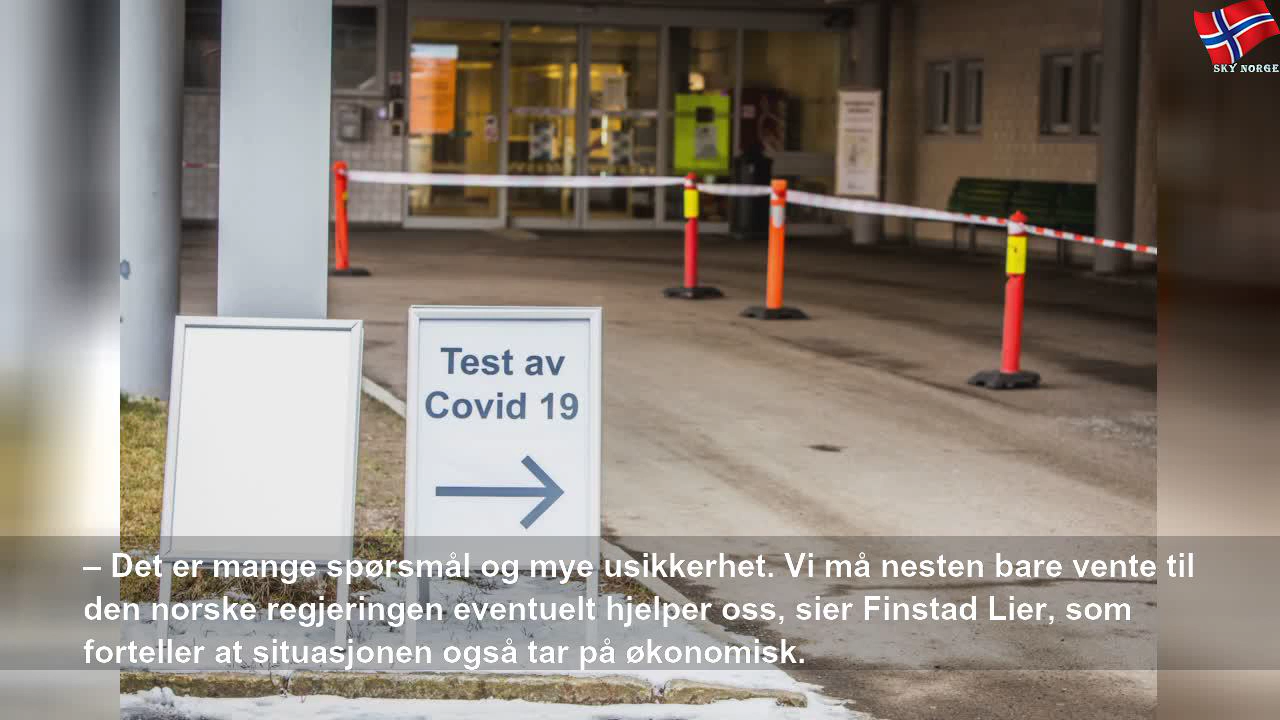 SKY NORGE
Test av
Covid 19
– Det er mange spørsmål og mye usikkerhet. Vi må nesten bare vente til
den norske regjeringen eventuelt hjelper oss, sier Finstad Lier, som
forteller at situasjonen også tar på økonomisk.